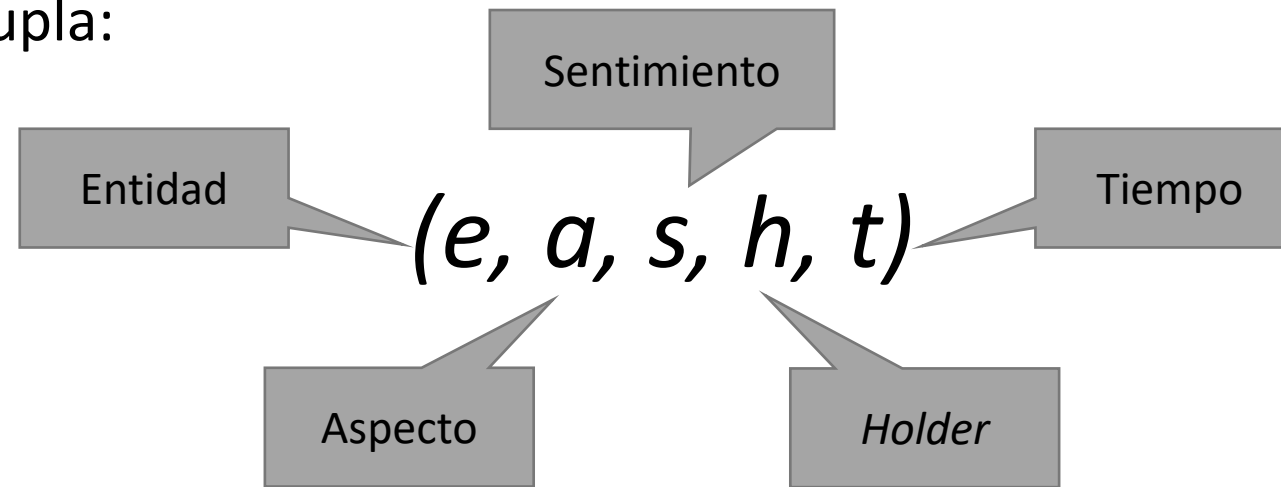 upla:
Sentimiento
Entidad
Tiempo
(e, a, s, h, t)
Aspecto
Holder